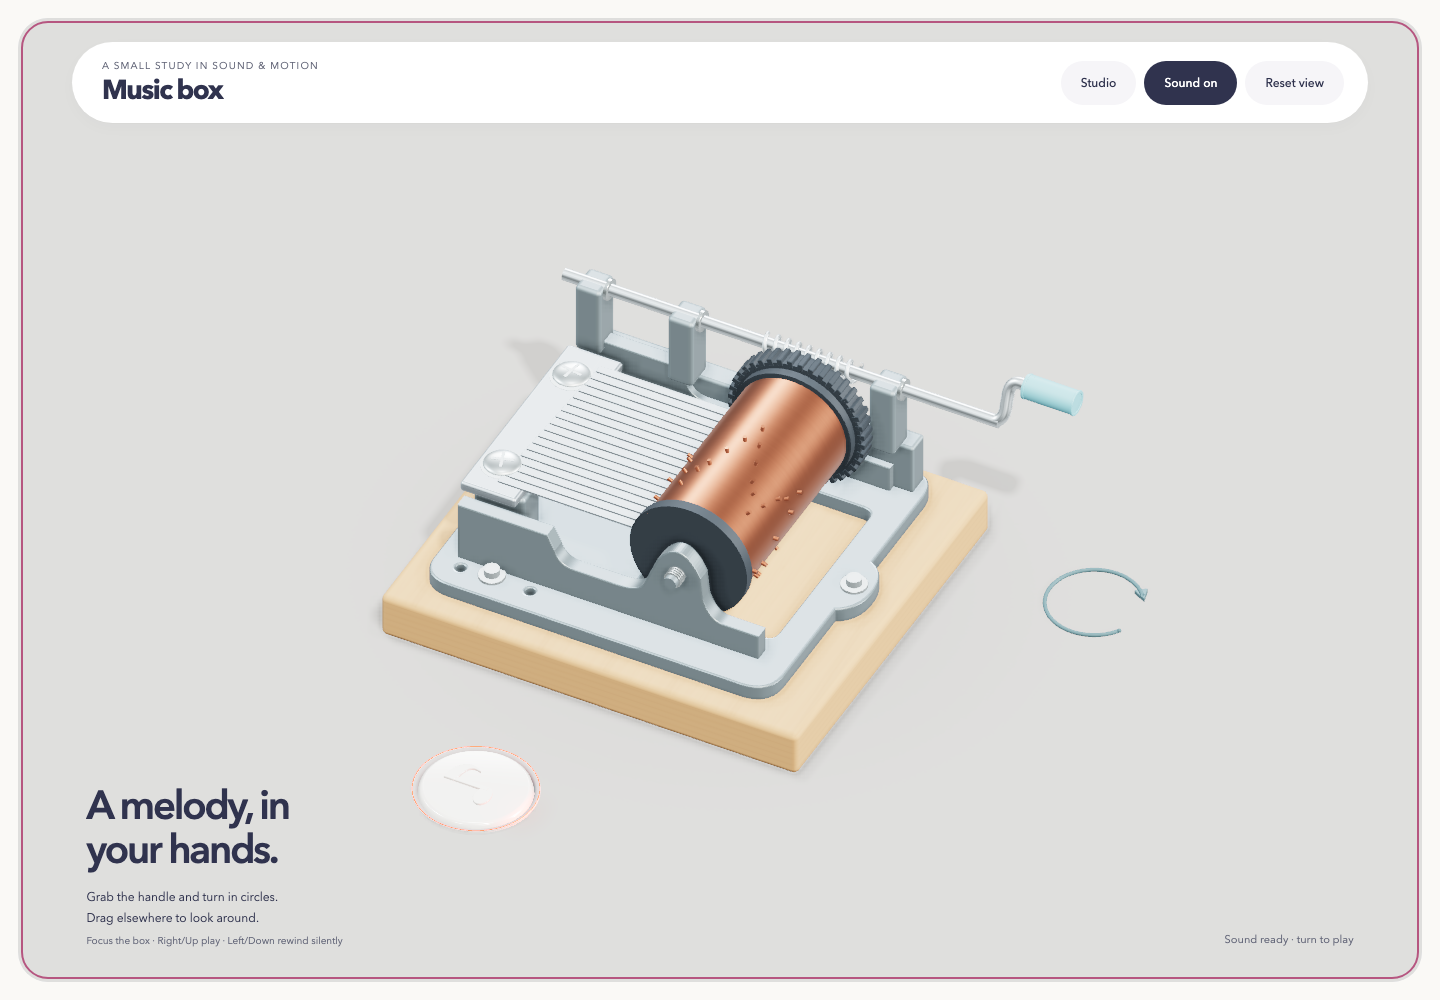 A SMALL STUDY IN SOUND & MOTION
Music box
Studio
Sound on
Reset view
A melody, in
your hands.
Grab the handle and turn in circles.
Drag elsewhere to look around.
Focus the box · Right/Up play · Left/Down rewind silently
Sound ready · turn to play